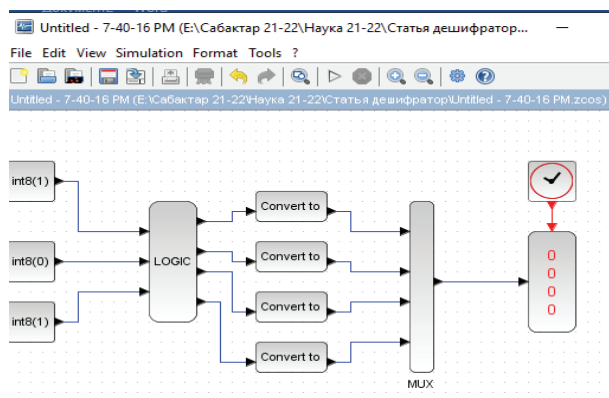 Untitled - 7-40-16 PM (E:\Сабактар 21-22\Наука 21-22\Статья дешифратор...
File Edit View Simulation Format Tools ?
Untitled - 7-40-16 PM (E:\Сабактар 21-22\Наука 21-22\Статья дешифратор\Untitled - 7-40-16 PM.zcos)
int8(1)
int8(0)
int8(1)
LOGIC
Convert to
Convert to
Convert to
Convert to
MUX
0
0
0
0